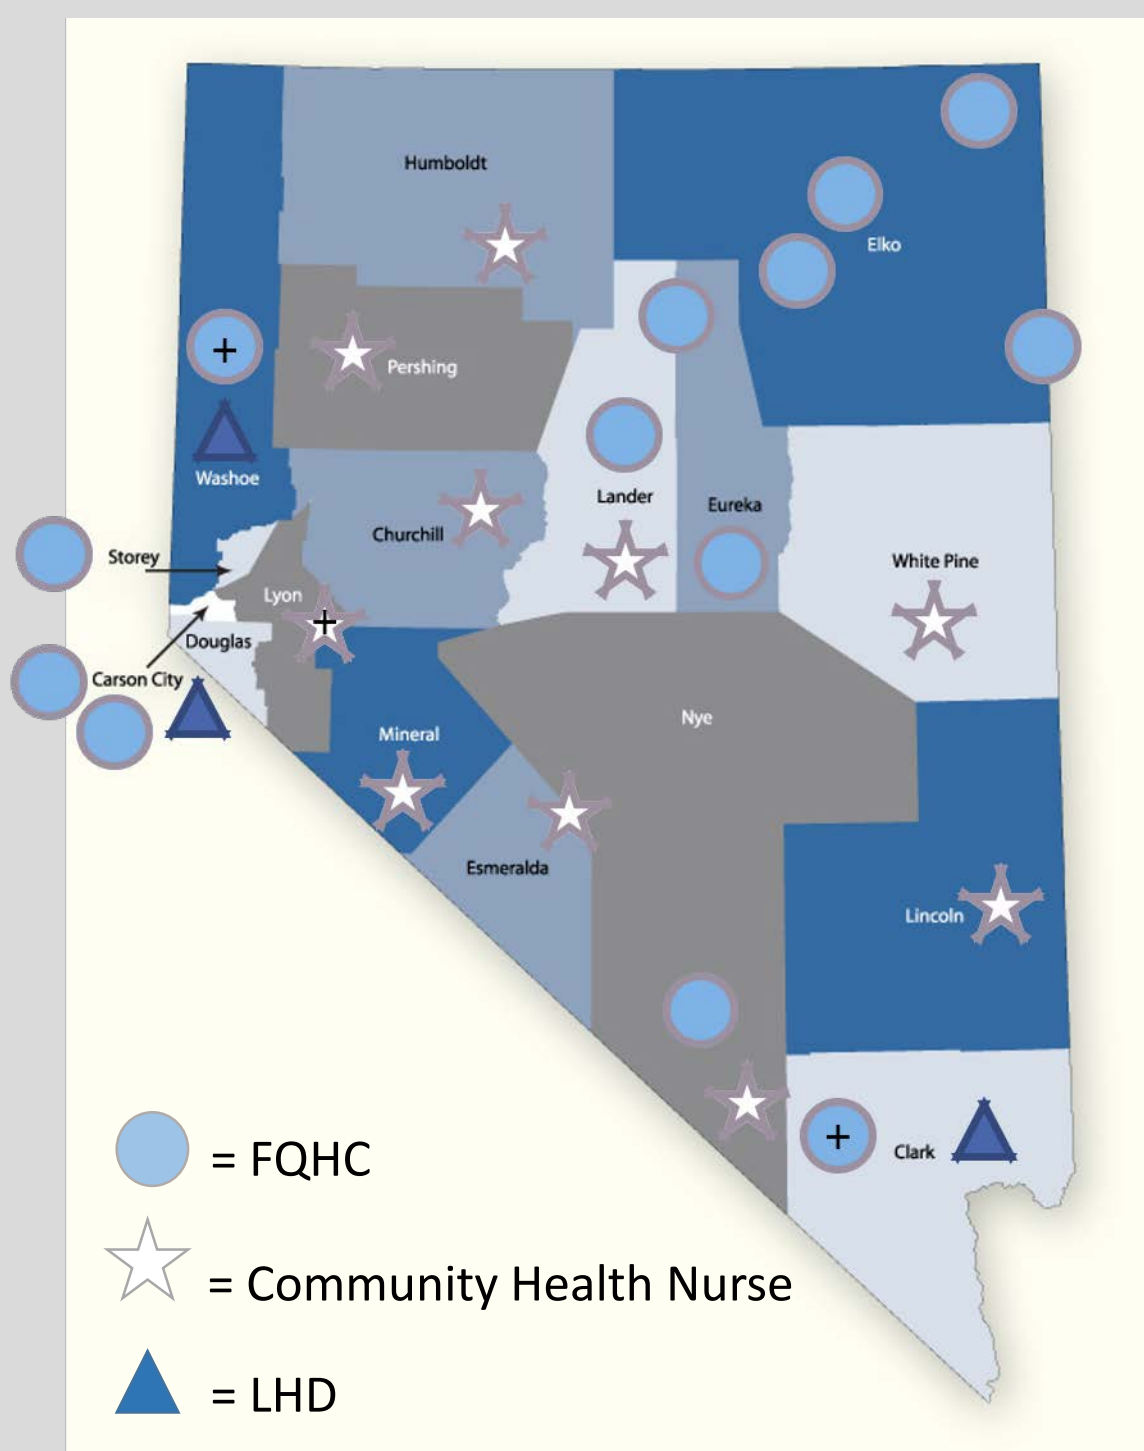 Humboldt
Elko
+
Pershing
Washoe
Lander
Eureka
Churchill
Storey
White Pine
Lyon
+
Douglas
Carson City
Nye
Mineral
Esmeralda
Lincoln
+
Clark
= FQHC
= Community Health Nurse
= LHD